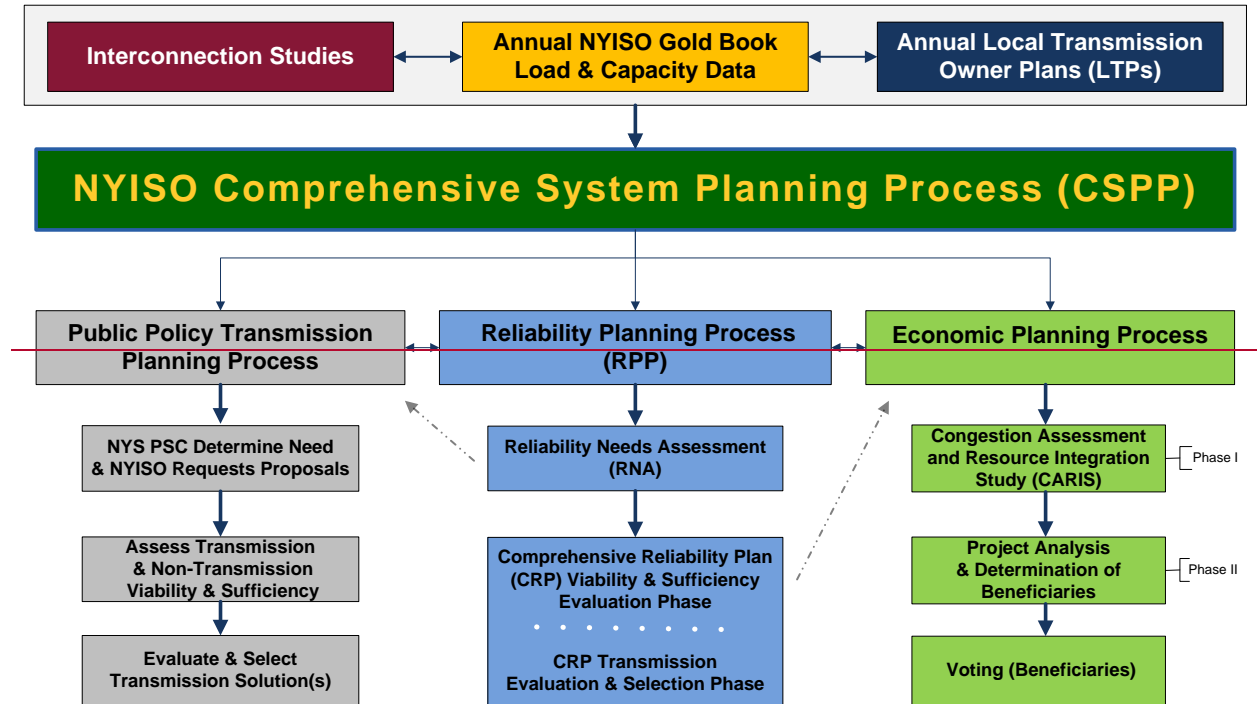 Interconnection Studies
Annual NYISO Gold Book
Load & Capacity Data
Annual Local Transmission
Owner Plans (LTPs)
NYISO Comprehensive System Planning Process (CSPP)
Public Policy Transmission
Planning Process
Reliability Planning Process
(RPP)
Economic Planning Process
NYS PSC Determine Need
& NYISO Requests Proposals
Reliability Needs Assessment
(RNA)
Congestion Assessment
and Resource Integration
Study (CARIS)
Phase I
Assess Transmission
& Non-Transmission
Viability & Sufficiency
Comprehensive Reliability Plan
(CRP) Viability & Sufficiency
Evaluation Phase
Project Analysis
& Determination of
Beneficiaries
Phase II
Evaluate & Select
Transmission Solution(s)
CRP Transmission
Evaluation & Selection Phase
Voting (Beneficiaries)